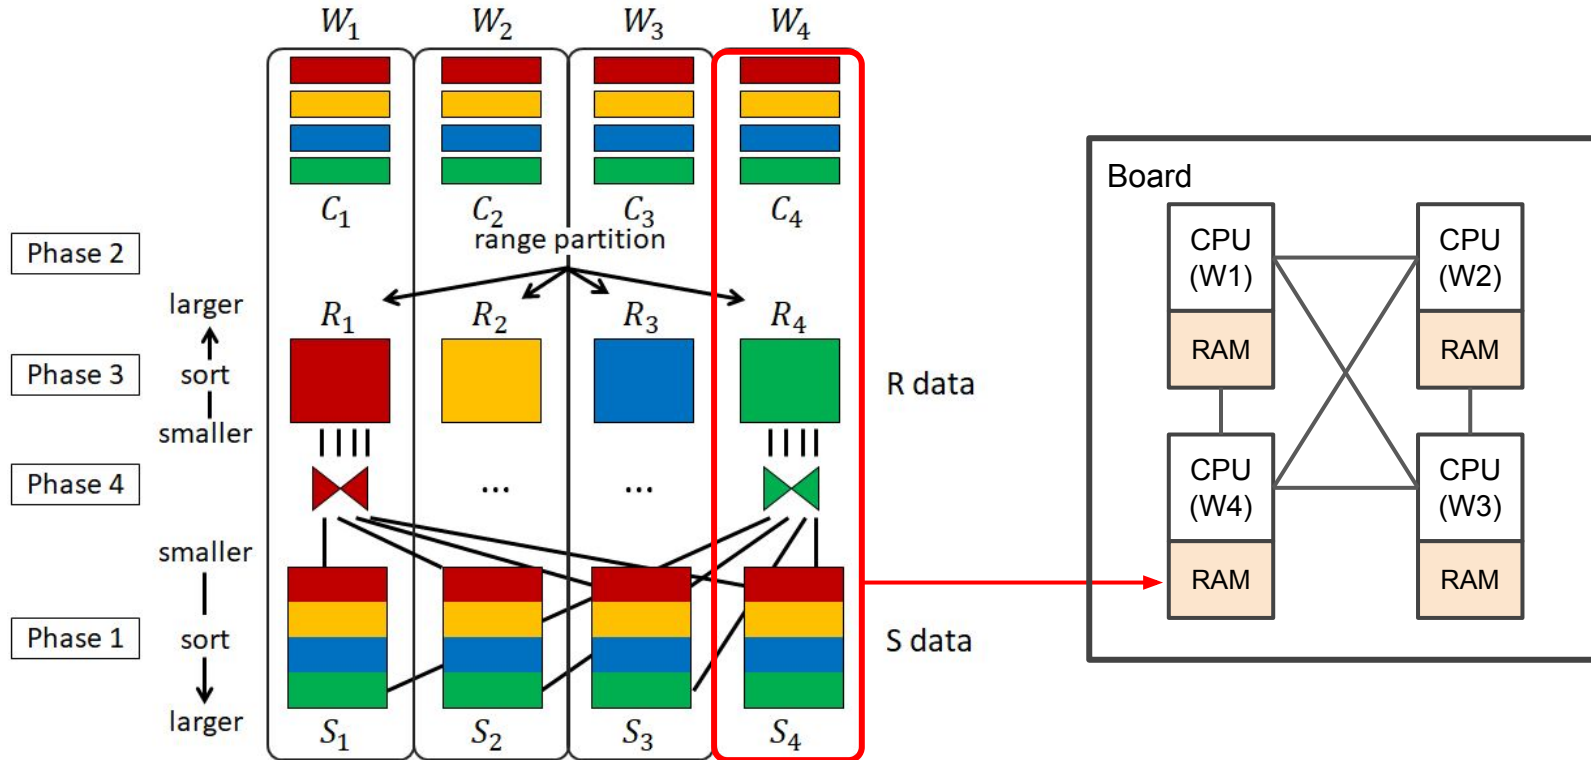 W₁ W₂ W₃ W₄
C₁ C₂ C₃ C₄
range partition
Phase 2
larger
R₁ R₂ R₃ R₄
Phase 3
sort
R data
smaller
Phase 4
... ...
smaller
Phase 1
sort
S data
larger
S₁ S₂ S₃ S₄
Board
CPU
(W1)
RAM
CPU
(W2)
RAM
CPU
(W4)
RAM
CPU
(W3)
RAM